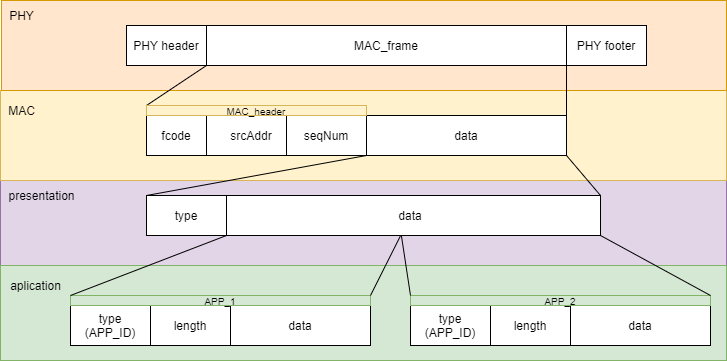 PHY
PHY header MAC_frame PHY footer
MAC
MAC_header
fcode srcAddr seqNum data
presentation
type data
aplication
APP_1 APP_2
type (APP_ID) length data type (APP_ID) length data